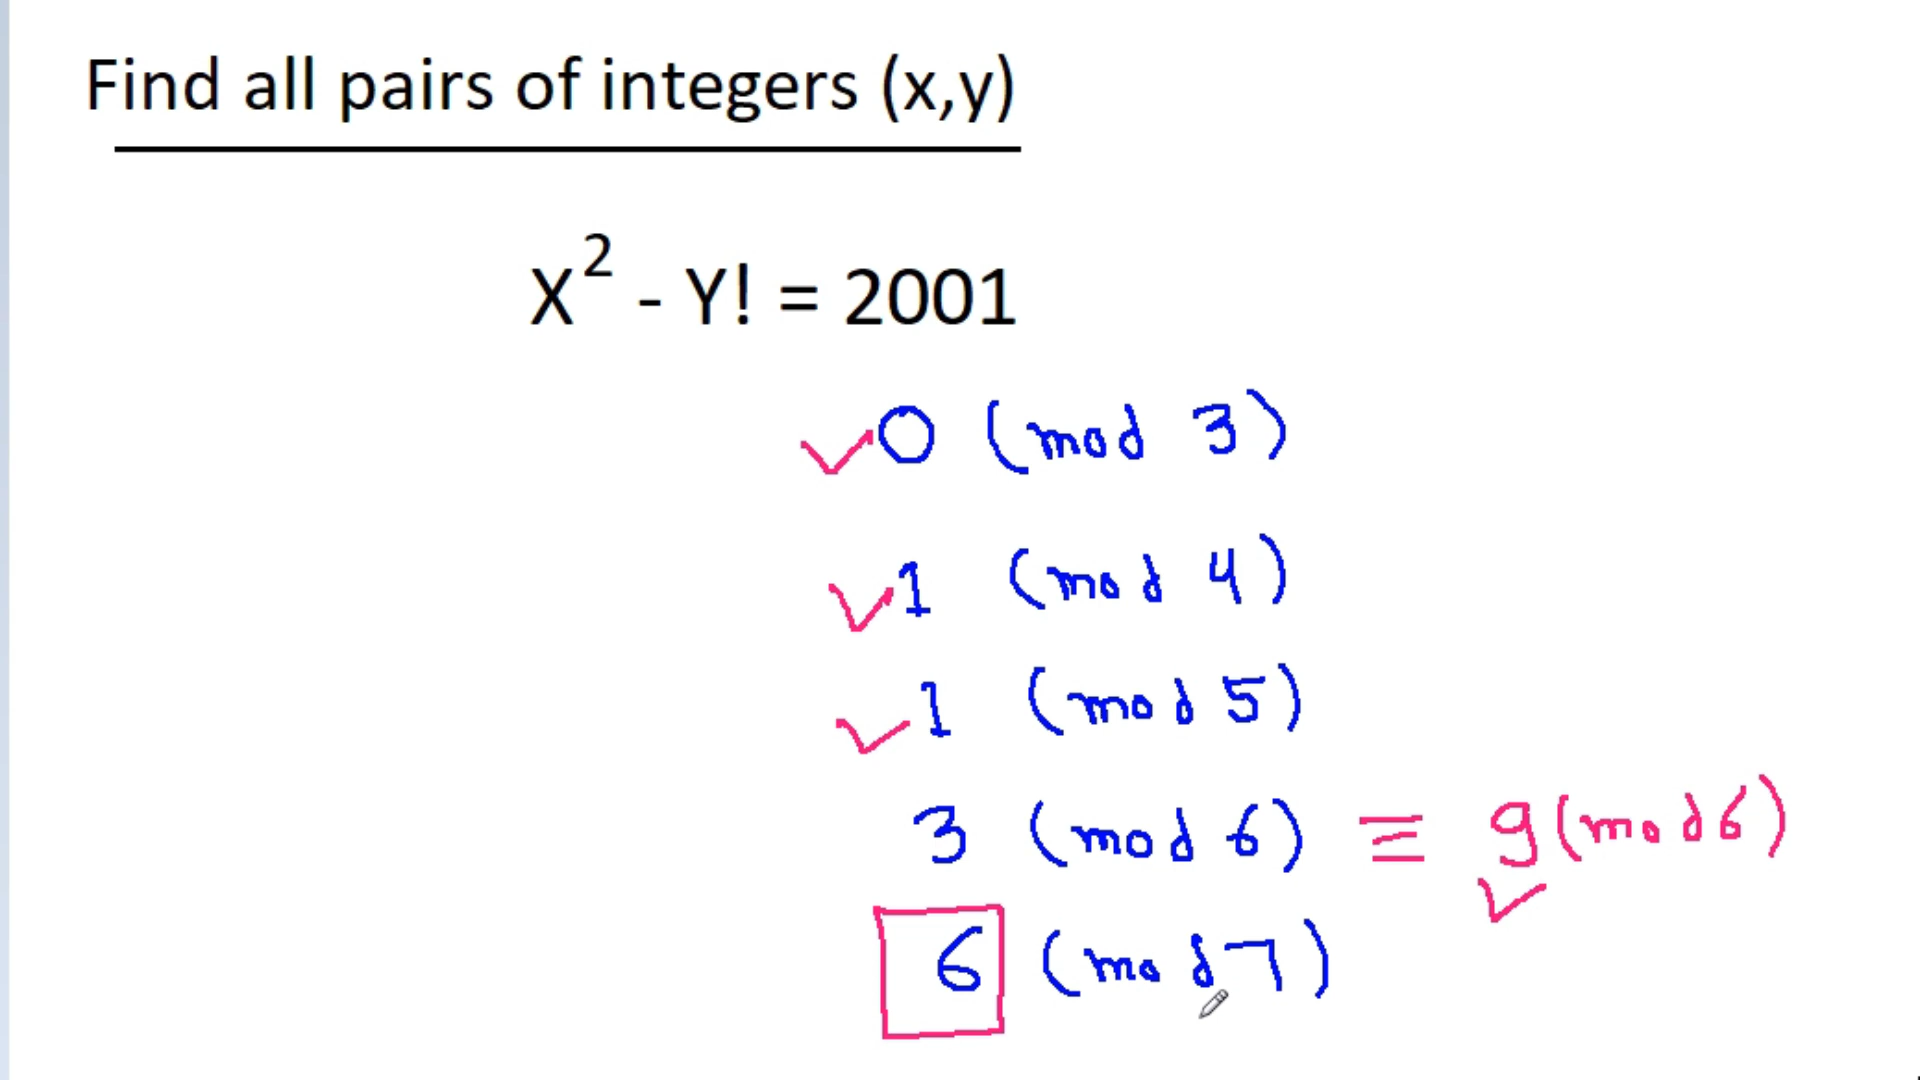 Find all pairs of integers (x,y)
X² - Y! = 2001
0 (mod 3)
1 (mod 4)
1 (mod 5)
3 (mod 6) ≡ 9 (mod 6)
6 (mod 7)